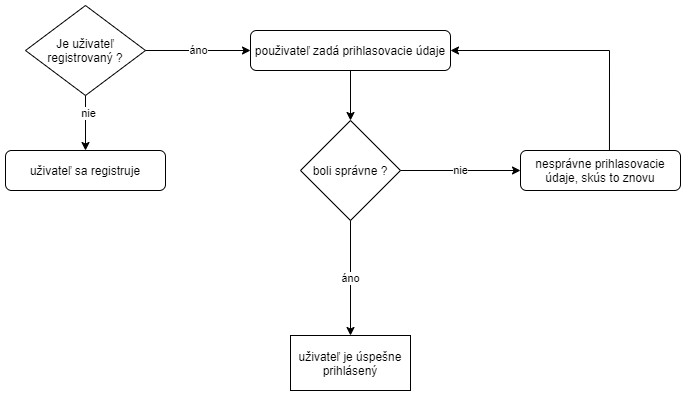 Je uživateľ
registrovaný ?
áno
použivateľ zadá prihlasovacie údaje
nie
uživateľ sa registruje
boli správne ?
nie
nesprávne prihlasovacie
údaje, skús to znovu
áno
uživateľ je úspešne
prihlásený